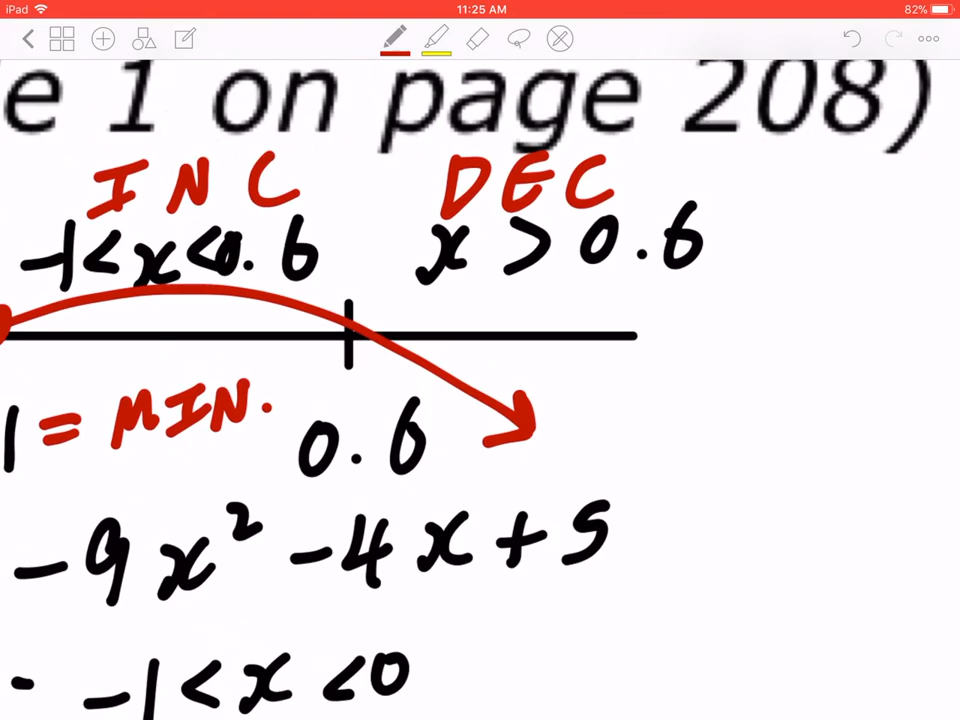 iPad 11:25 AM 82%
e 1 on page 208)
INC DEC
-1<x<0.6 x>0.6
1 = MIN. 0.6
-9x² -4x+5
- -1<x<0